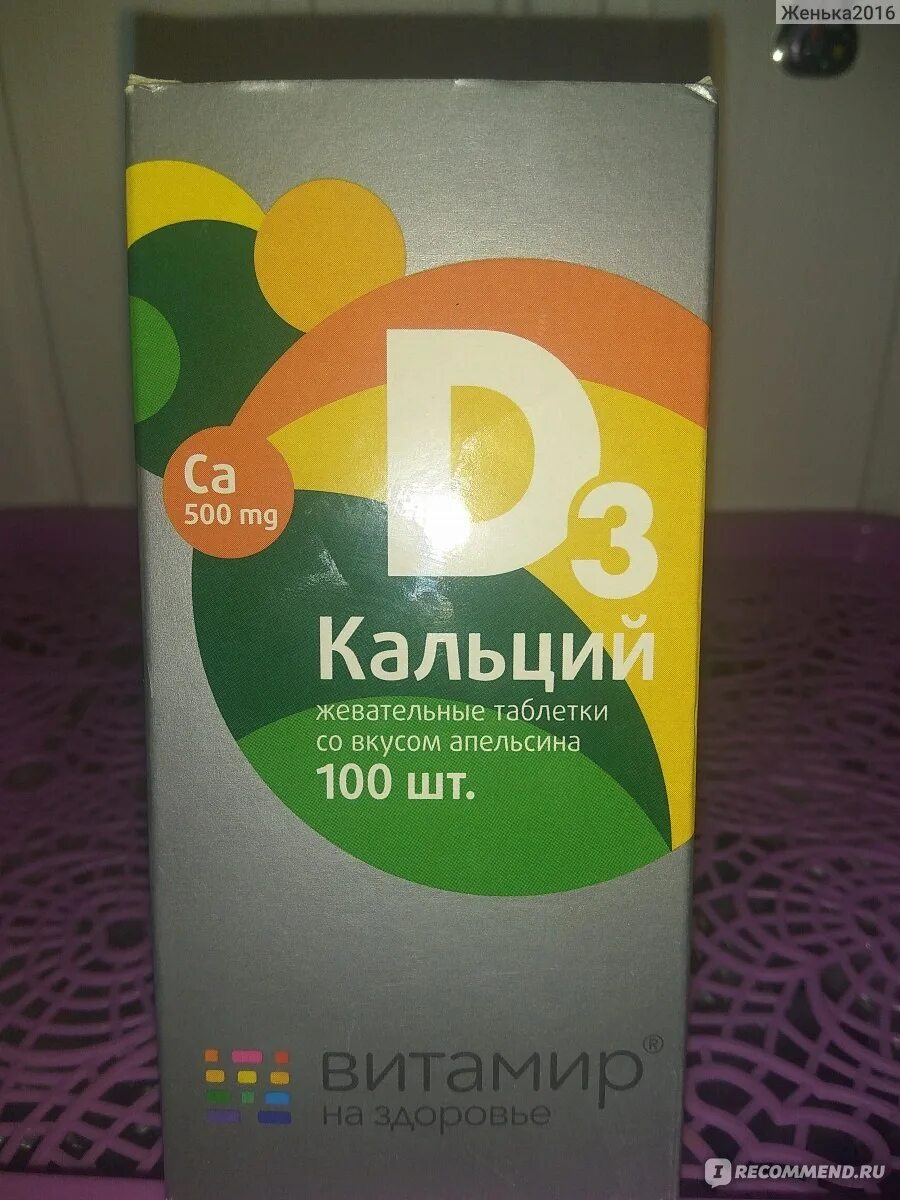 Женька2016
D3
Ca
500 mg
Кальций
жевательные таблетки
со вкусом апельсина
100 шт.
витамир®
на здоровье
I RECOMMEND.RU